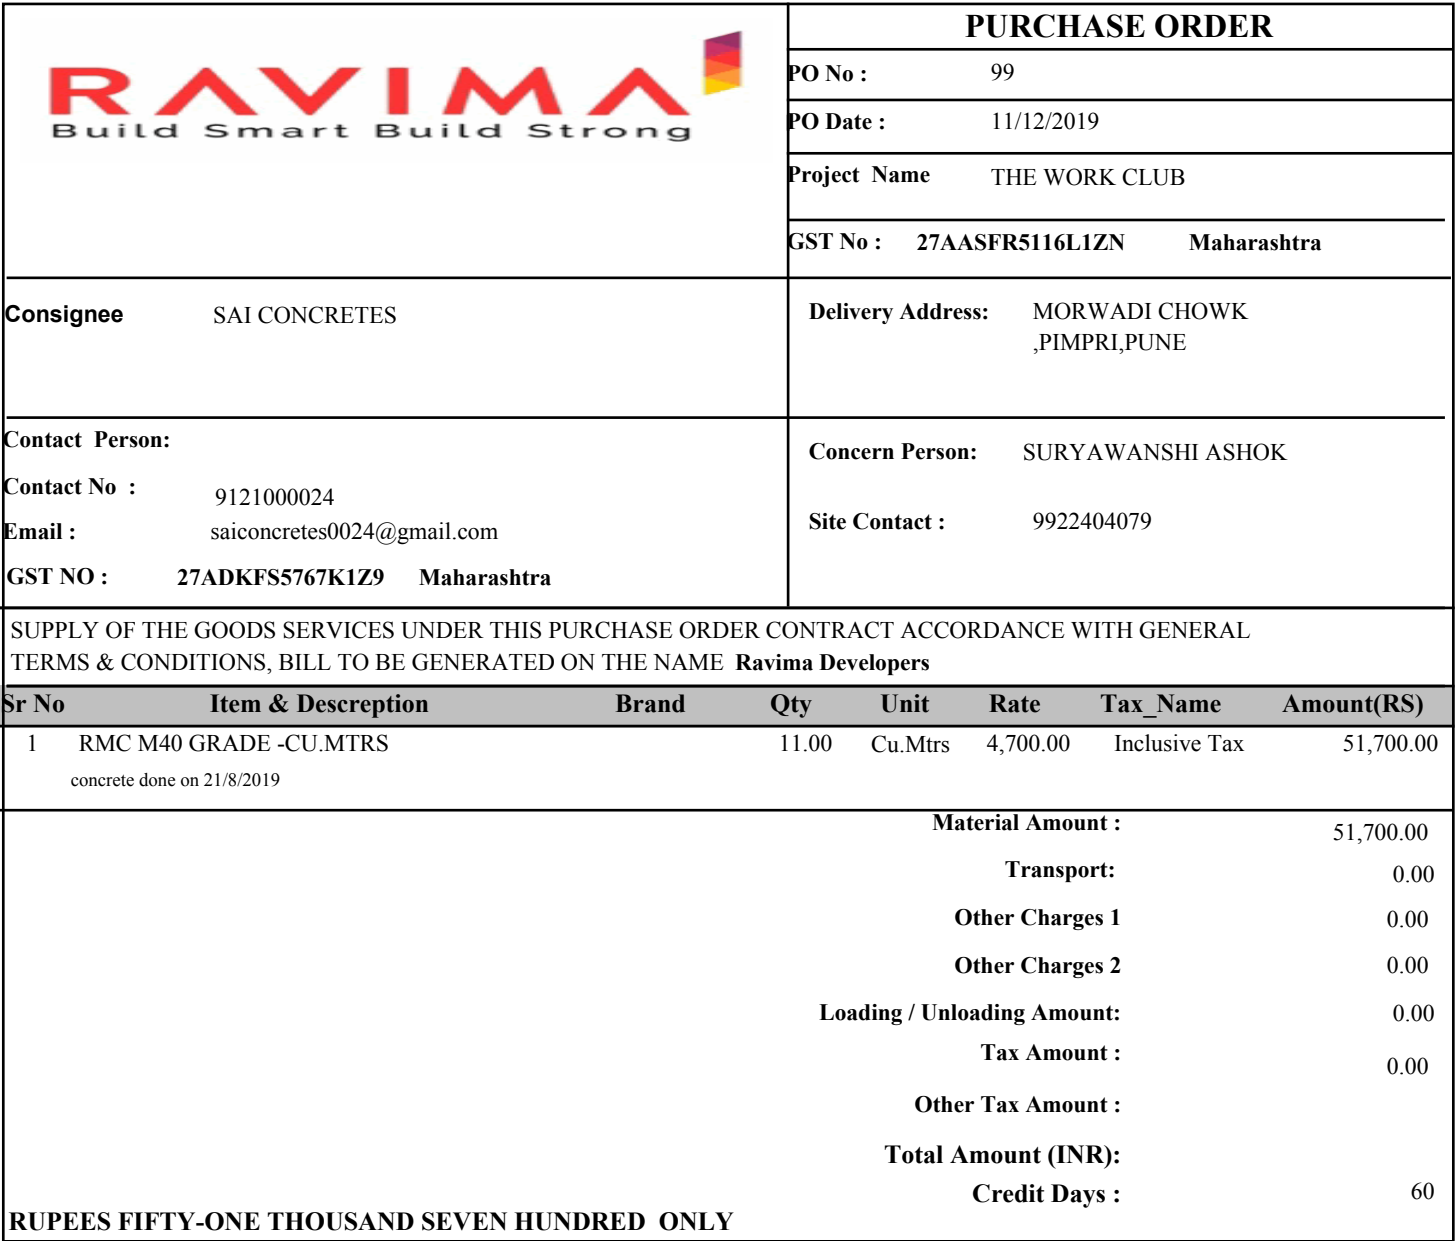 RAVIMA
Build Smart Build Strong
PURCHASE ORDER
PO No : 99
PO Date : 11/12/2019
Project Name THE WORK CLUB
GST No : 27AASFR5116L1ZN Maharashtra
Consignee SAI CONCRETES
Delivery Address: MORWADI CHOWK
,PIMPRI,PUNE
Contact Person:
Contact No : 9121000024
Email : saiconcretes0024@gmail.com
GST NO : 27ADKFS5767K1Z9 Maharashtra
Concern Person: SURYAWANSHI ASHOK
Site Contact : 9922404079
SUPPLY OF THE GOODS SERVICES UNDER THIS PURCHASE ORDER CONTRACT ACCORDANCE WITH GENERAL
TERMS & CONDITIONS, BILL TO BE GENERATED ON THE NAME Ravima Developers
Sr No Item & Descreption Brand Qty Unit Rate Tax_Name Amount(RS)
1 RMC M40 GRADE -CU.MTRS 11.00 Cu.Mtrs 4,700.00 Inclusive Tax 51,700.00
concrete done on 21/8/2019
Material Amount : 51,700.00
Transport: 0.00
Other Charges 1 0.00
Other Charges 2 0.00
Loading / Unloading Amount: 0.00
Tax Amount : 0.00
Other Tax Amount :
Total Amount (INR):
Credit Days : 60
RUPEES FIFTY-ONE THOUSAND SEVEN HUNDRED ONLY